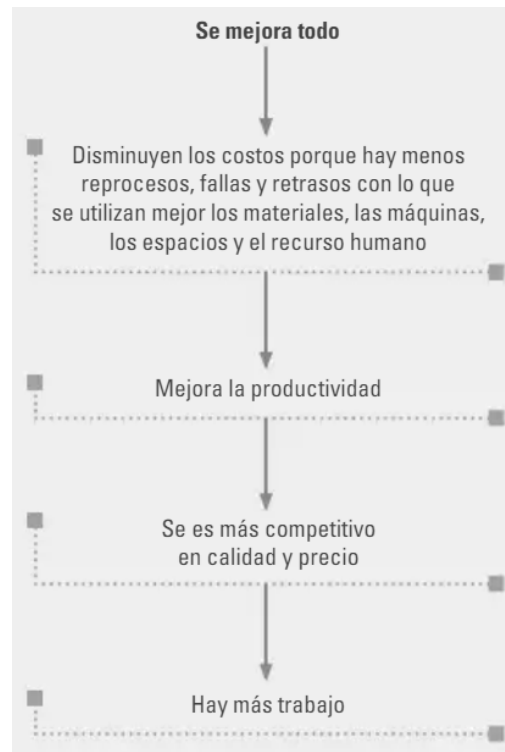 Se mejora todo
Disminuyen los costos porque hay menos
reprocesos, fallas y retrasos con lo que
se utilizan mejor los materiales, las máquinas,
los espacios y el recurso humano
Mejora la productividad
Se es más competitivo
en calidad y precio
Hay más trabajo